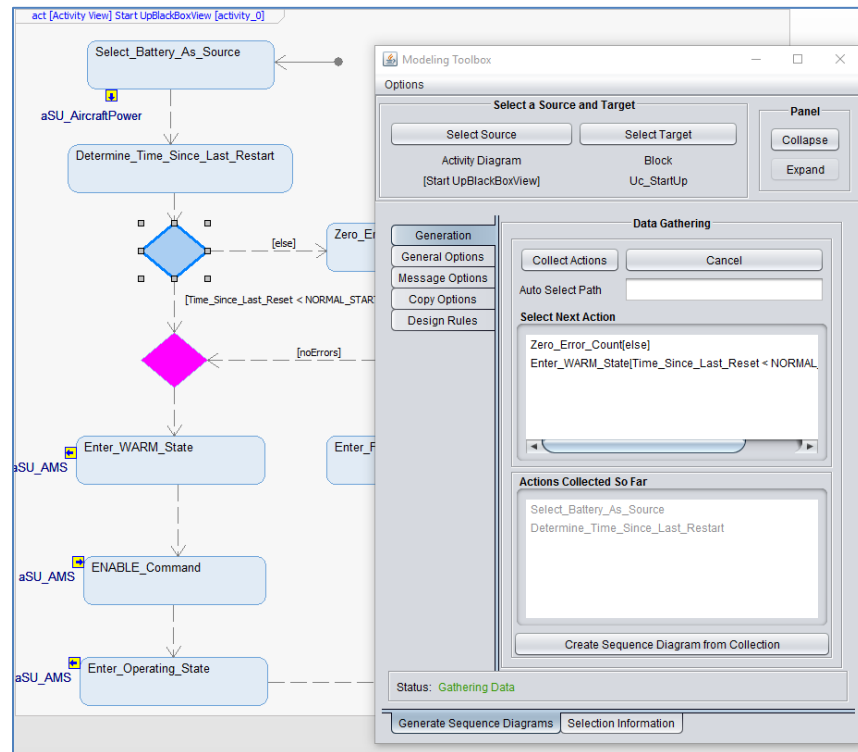 act [Activity View] Start UpBlackBoxView [activity_0]
Select_Battery_As_Source
aSU_AircraftPower
Determine_Time_Since_Last_Restart
[else]
Zero_Er
[Time_Since_Last_Reset < NORMAL_START
[noErrors]
Enter_WARM_State
aSU_AMS
Enter_F
ENABLE_Command
aSU_AMS
Enter_Operating_State
aSU_AMS
Modeling Toolbox
Options
Select a Source and Target
Select Source
Select Target
Activity Diagram
Block
[Start UpBlackBoxView]
Uc_StartUp
Panel
Collapse
Expand
Generation
General Options
Message Options
Copy Options
Design Rules
Data Gathering
Collect Actions
Cancel
Auto Select Path
Select Next Action
Zero_Error_Count[else]
Enter_WARM_State[Time_Since_Last_Reset < NORMAL_
Actions Collected So Far
Select_Battery_As_Source
Determine_Time_Since_Last_Restart
Create Sequence Diagram from Collection
Status: Gathering Data
Generate Sequence Diagrams
Selection Information